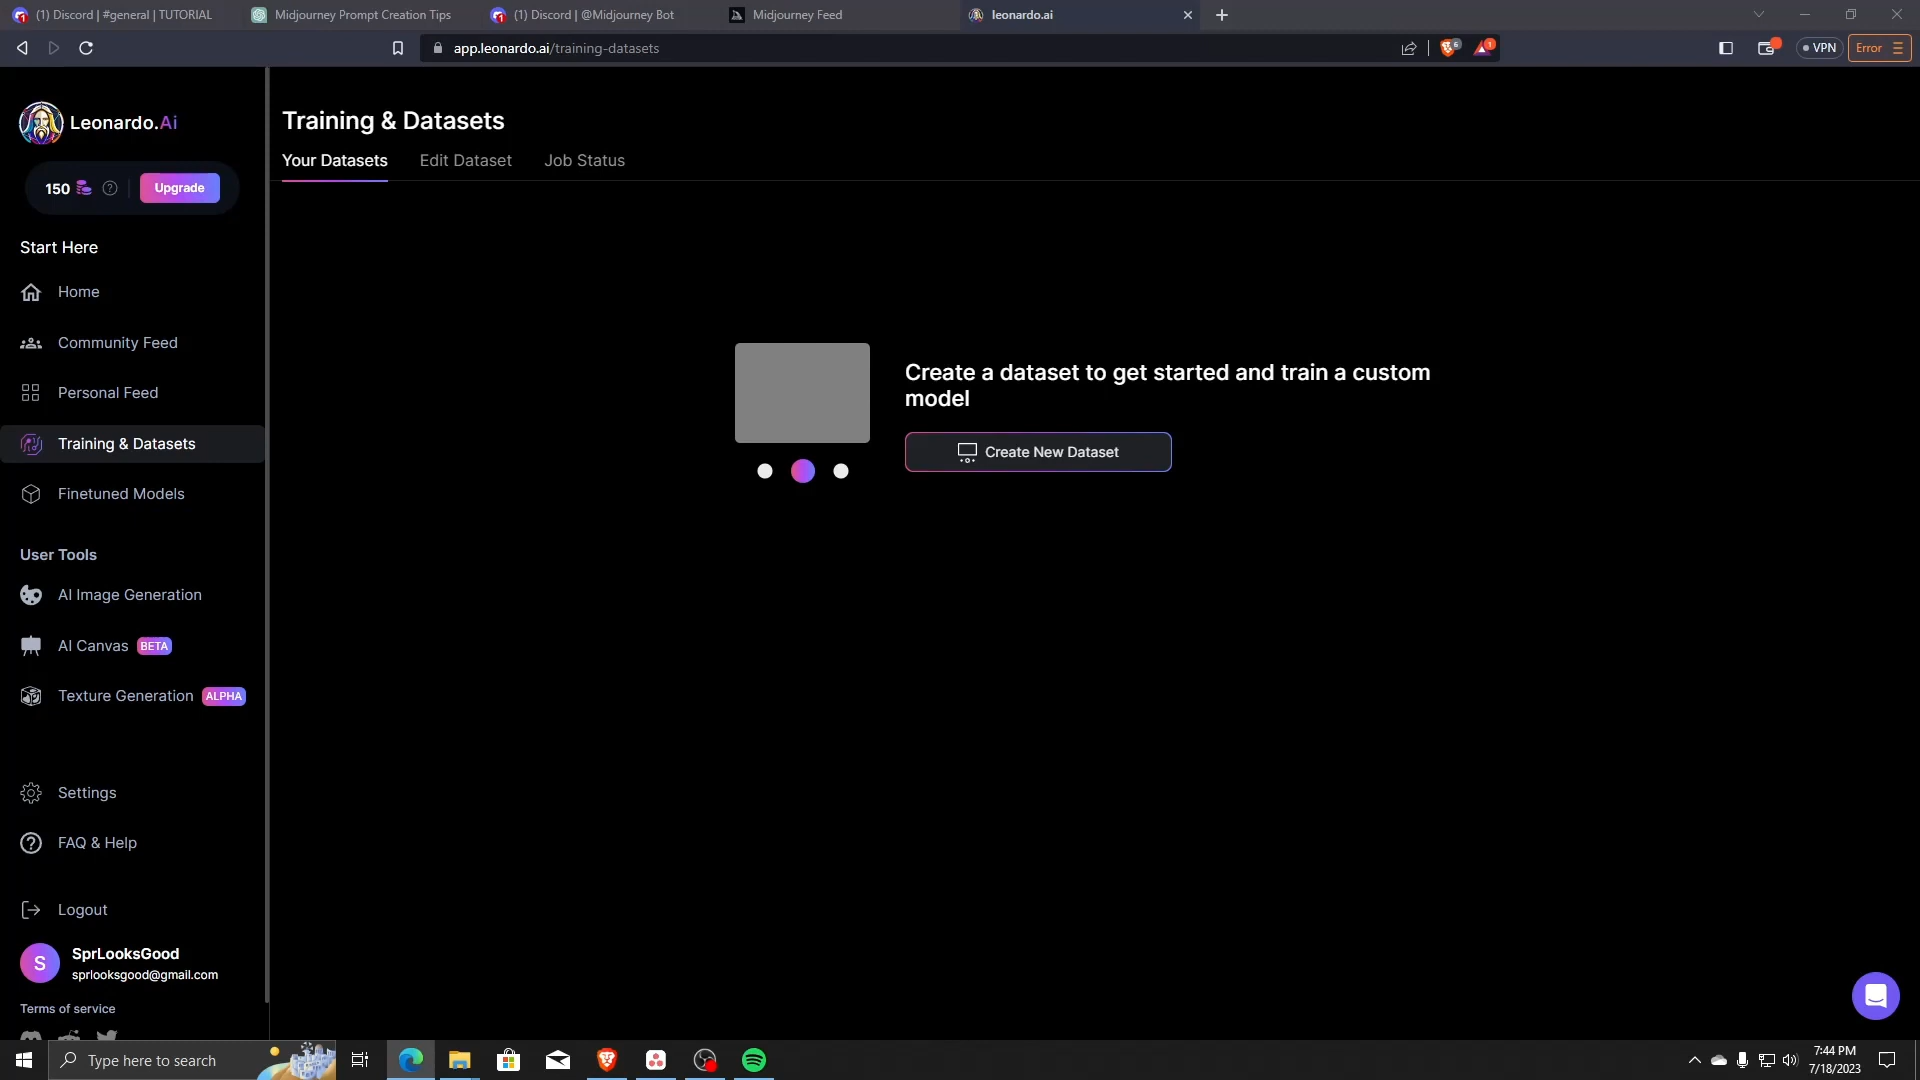 (1) Discord | #general | TUTORIAL
Midjourney Prompt Creation Tips
(1) Discord | @Midjourney Bot
Midjourney Feed
leonardo.ai
app.leonardo.ai/training-datasets
6
1
VPN
Error
Leonardo.Ai
150
Upgrade
Start Here
Home
Community Feed
Personal Feed
Training & Datasets
Finetuned Models
User Tools
AI Image Generation
AI Canvas BETA
Texture Generation ALPHA
Settings
FAQ & Help
Logout
S
SprLooksGood
sprlooksgood@gmail.com
Terms of service
Training & Datasets
Your Datasets
Edit Dataset
Job Status
Create a dataset to get started and train a custom
model
Create New Dataset
Type here to search
7:44 PM
7/18/2023